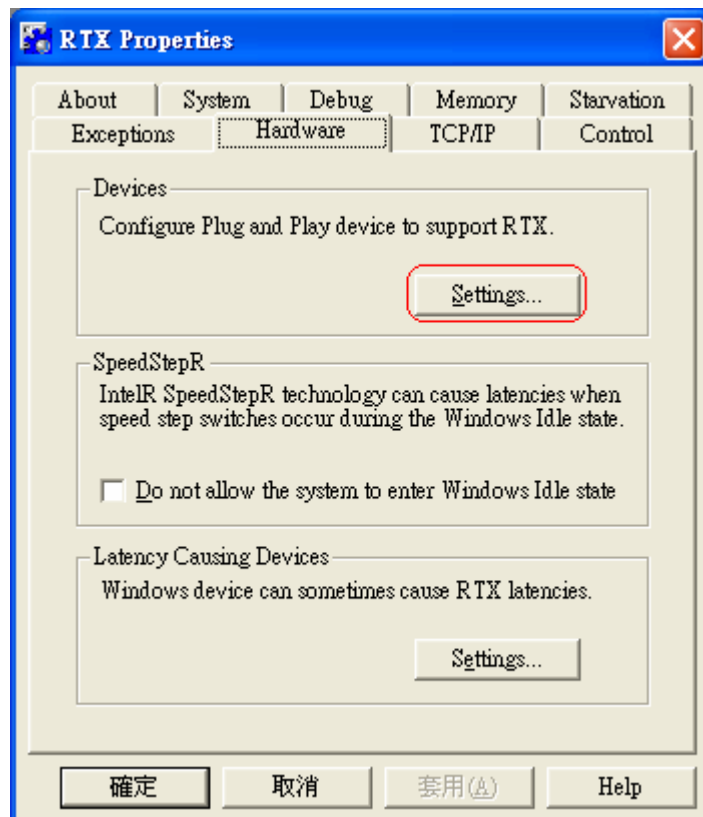 RTX Properties
About System Debug Memory Starvation
Exceptions Hardware TCP/IP Control
Devices
Configure Plug and Play device to support RTX.
Settings...
SpeedStepR
IntelR SpeedStepR technology can cause latencies when
speed step switches occur during the Windows Idle state.
Do not allow the system to enter Windows Idle state
Latency Causing Devices
Windows device can sometimes cause RTX latencies.
Settings...
確定 取消 套用(A) Help